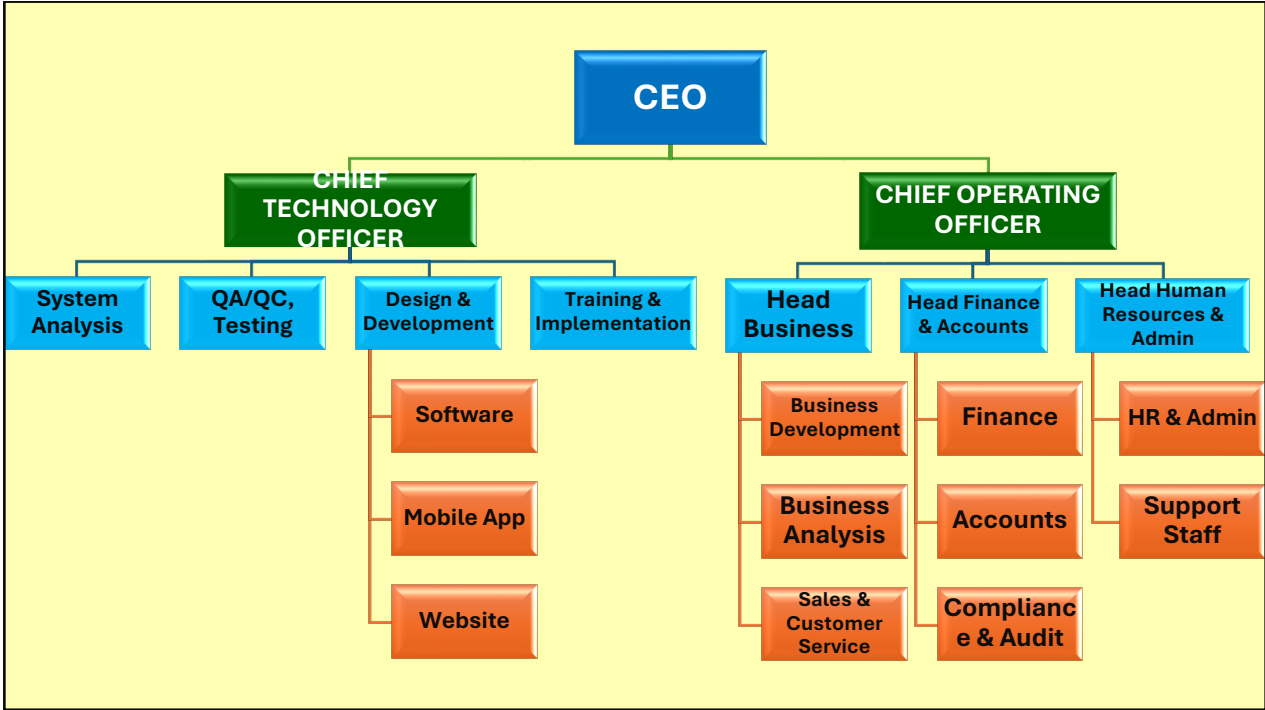 CEO
CHIEF
TECHNOLOGY
OFFICER
CHIEF OPERATING
OFFICER
System
Analysis
QA/QC,
Testing
Design &
Development
Training &
Implementation
Head
Business
Head Finance
& Accounts
Head Human
Resources &
Admin
Software
Mobile App
Website
Business
Development
Business
Analysis
Sales &
Customer
Service
Finance
Accounts
Complianc
e & Audit
HR & Admin
Support
Staff